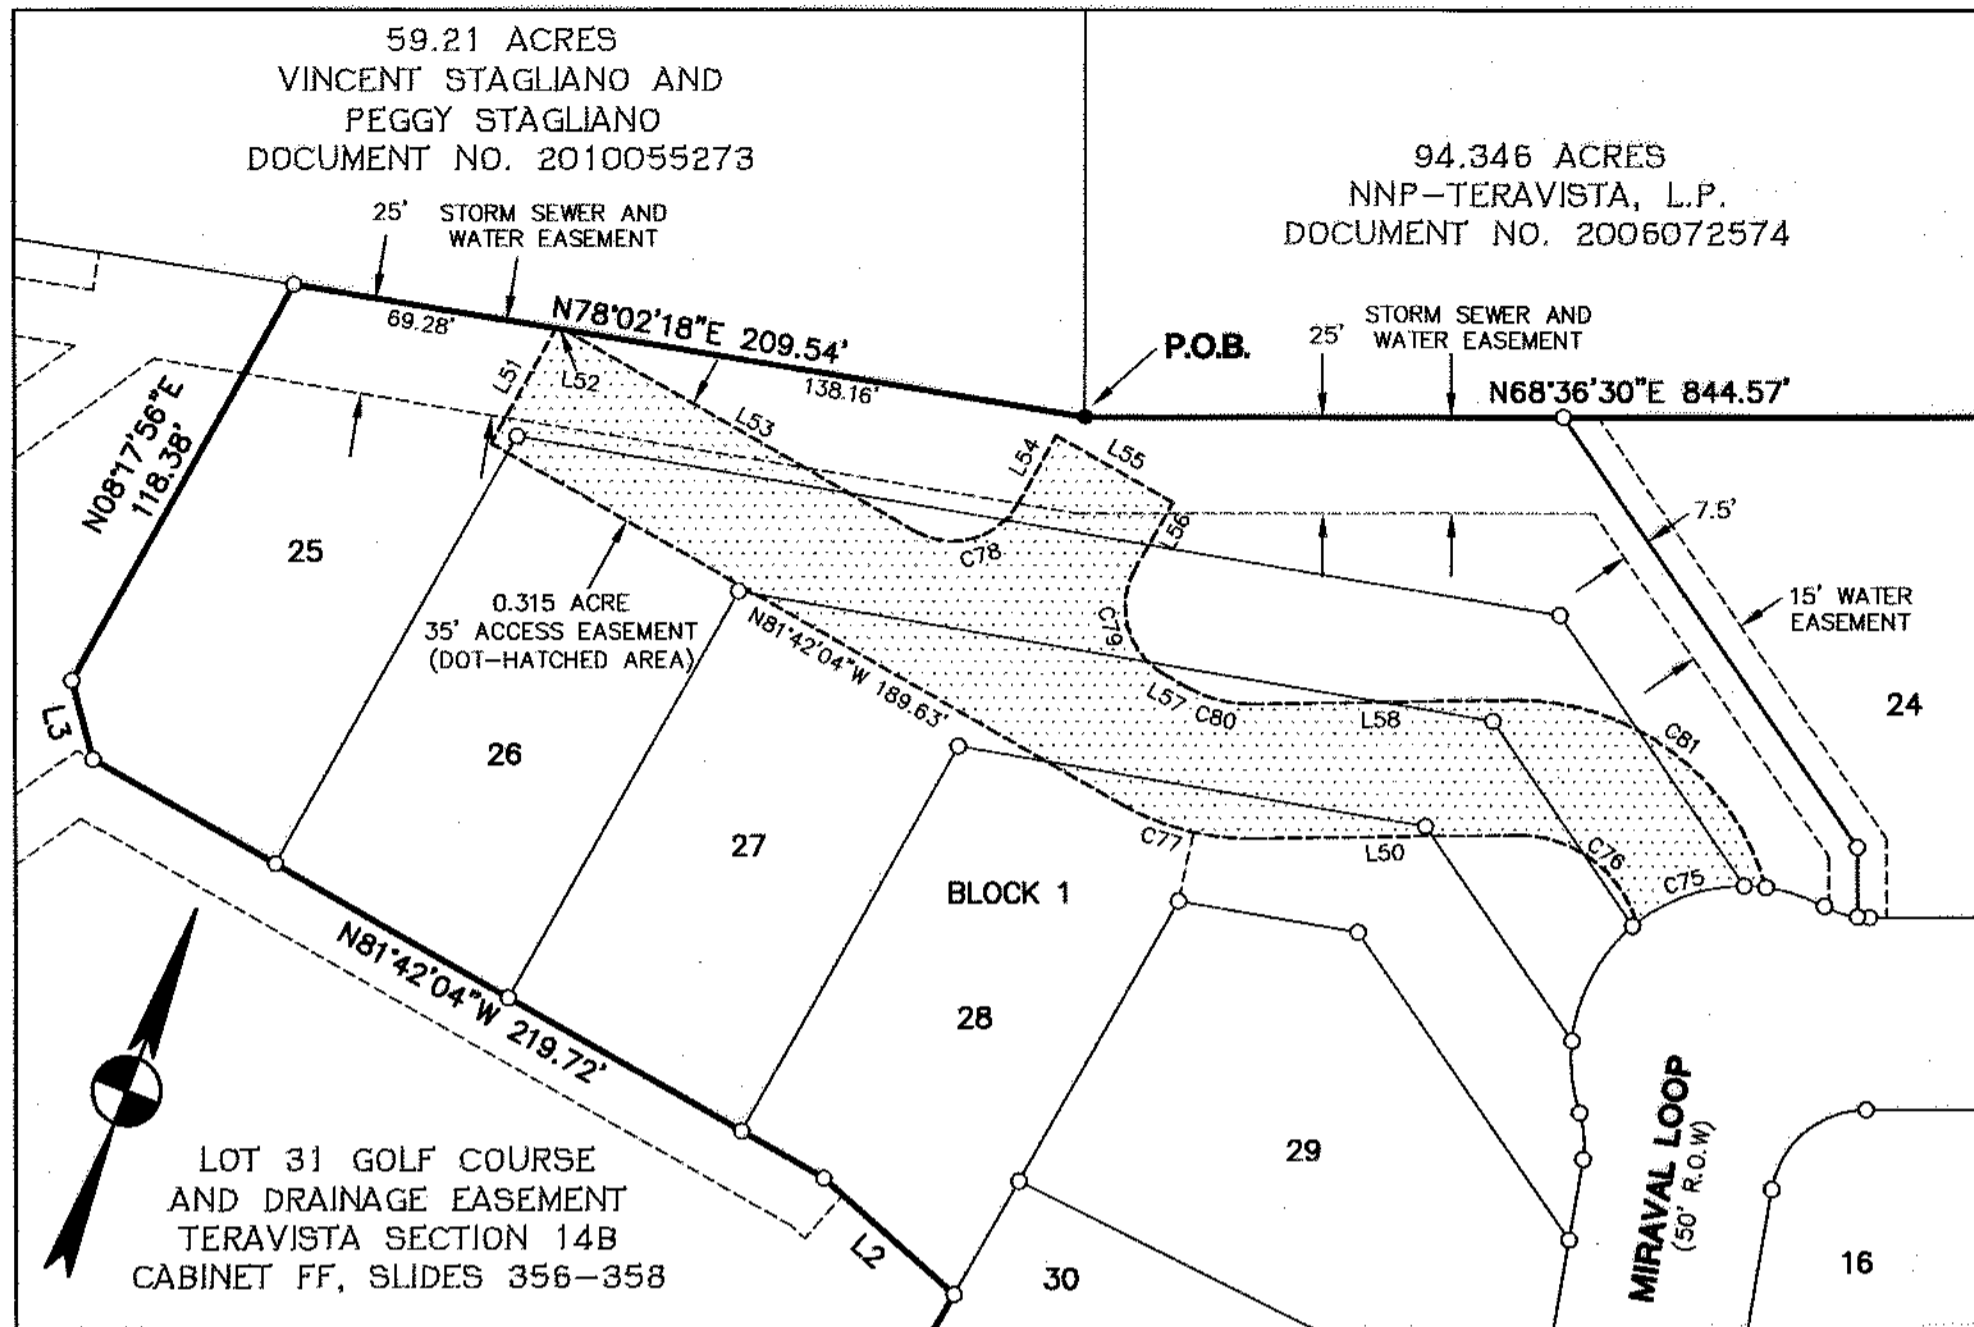 59.21 ACRES
VINCENT STAGLIANO AND
PEGGY STAGLIANO
DOCUMENT NO. 2010055273
94.346 ACRES
NNP-TERAVISTA, L.P.
DOCUMENT NO. 2006072574
25' STORM SEWER AND
WATER EASEMENT
69.28'
N78°02'18"E 209.54'
138.16'
P.O.B.
25' STORM SEWER AND
WATER EASEMENT
N68°36'30"E 844.57'
L51
L52
L53
L54
L55
L56
7.5'
N08°17'56"E
118.38'
25
C78
C79
15' WATER
EASEMENT
0.315 ACRE
35' ACCESS EASEMENT
(DOT-HATCHED AREA)
N81°42'04"W 189.63'
L57
C80
L58
C81
24
L3
26
27
C77
L50
C76
C75
BLOCK 1
N81°42'04"W 219.72'
28
29
MIRAVAL LOOP
(50' R.O.W)
LOT 31 GOLF COURSE
AND DRAINAGE EASEMENT
TERAVISTA SECTION 14B
CABINET FF, SLIDES 356-358
L2
30
16